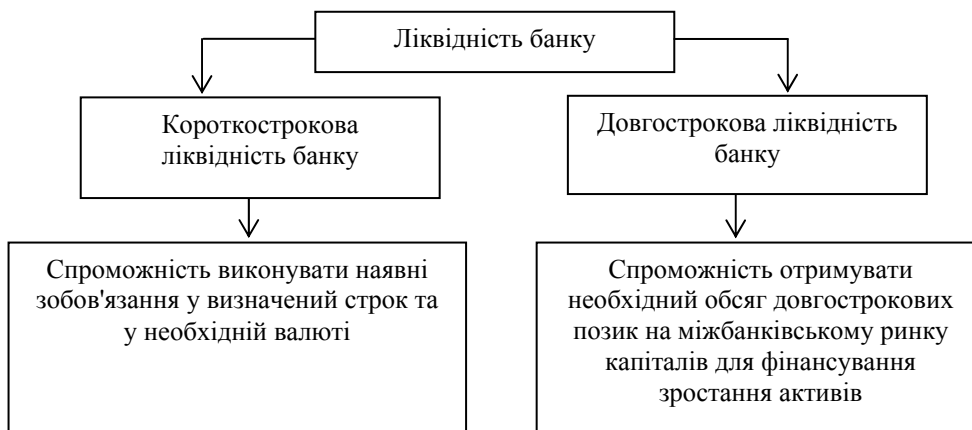 Ліквідність банку
Короткострокова
ліквідність банку
Довгострокова ліквідність
банку
Спроможність виконувати наявні
зобов'язання у визначений строк та
у необхідній валюті
Спроможність отримувати
необхідний обсяг довгострокових
позик на міжбанківському ринку
капіталів для фінансування
зростання активів